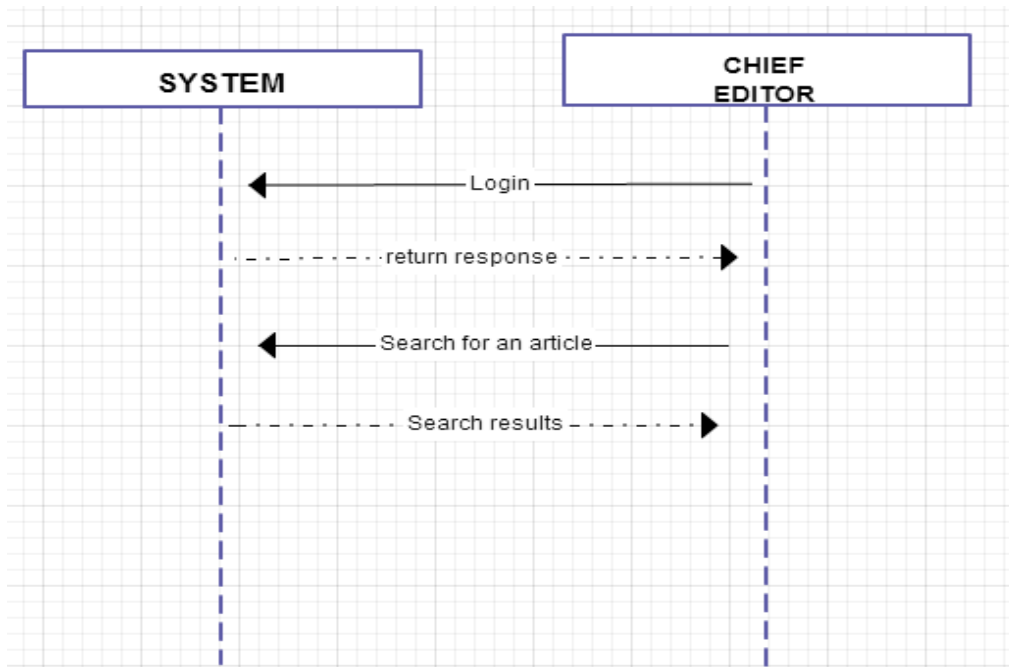 SYSTEM
CHIEF
EDITOR
Login
return response
Search for an article
Search results